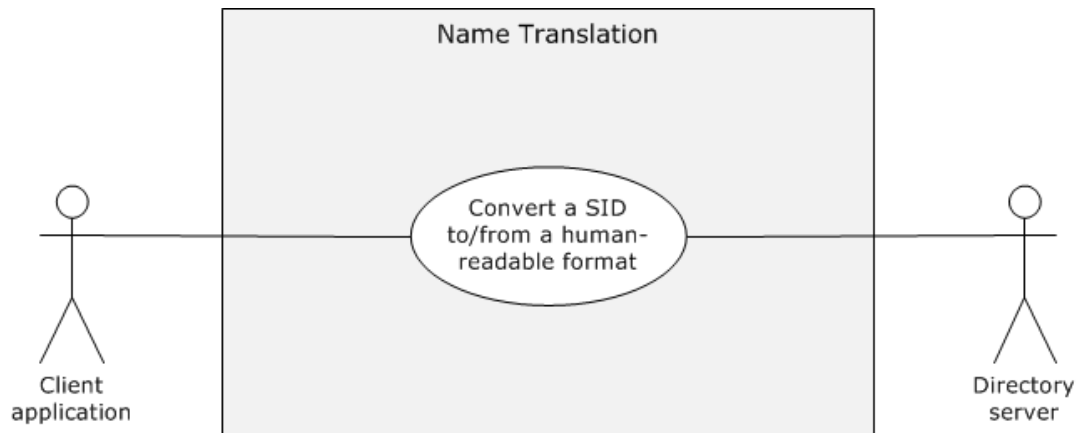 Name Translation
Convert a SID
to/from a human-
readable format
Client
application
Directory
server